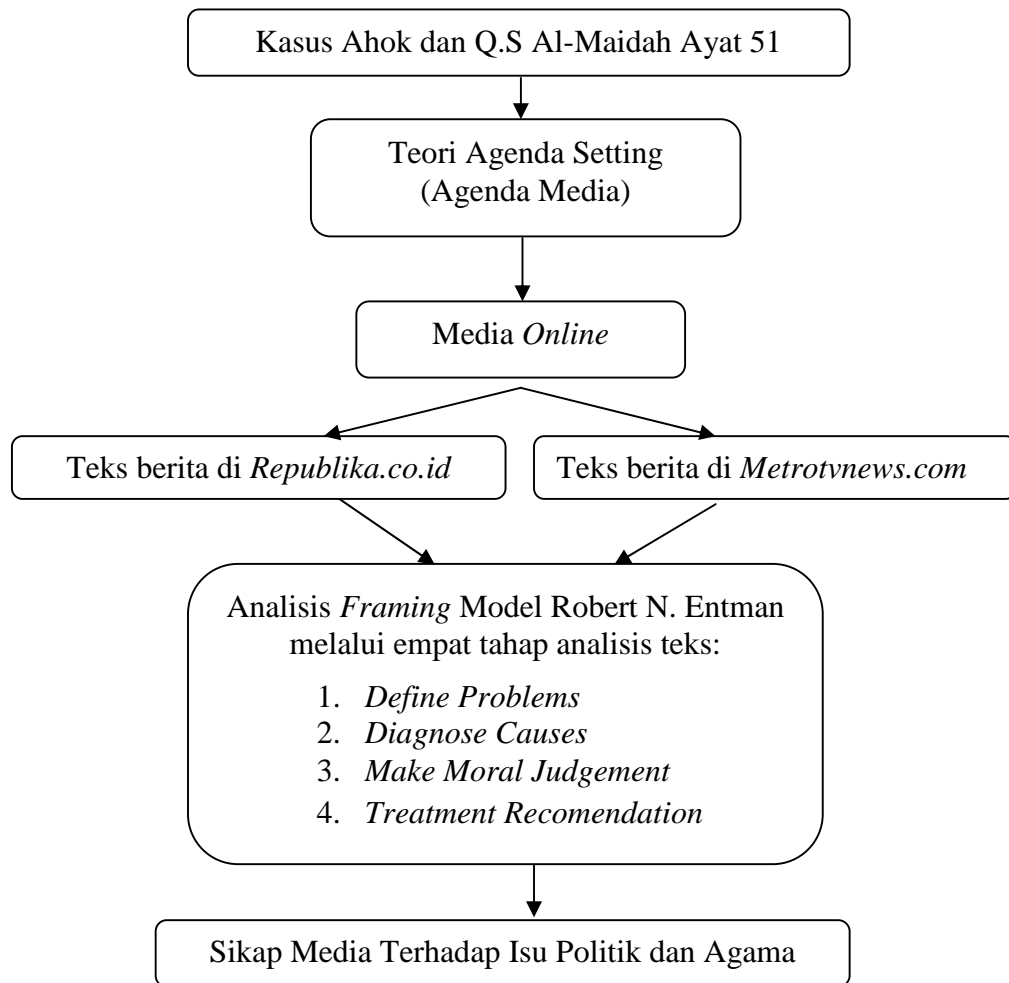 Kasus Ahok dan Q.S Al-Maidah Ayat 51
Teori Agenda Setting
(Agenda Media)
Media Online
Teks berita di Republika.co.id
Teks berita di Metrotvnews.com
Analisis Framing Model Robert N. Entman
melalui empat tahap analisis teks:
1. Define Problems
2. Diagnose Causes
3. Make Moral Judgement
4. Treatment Recomendation
Sikap Media Terhadap Isu Politik dan Agama